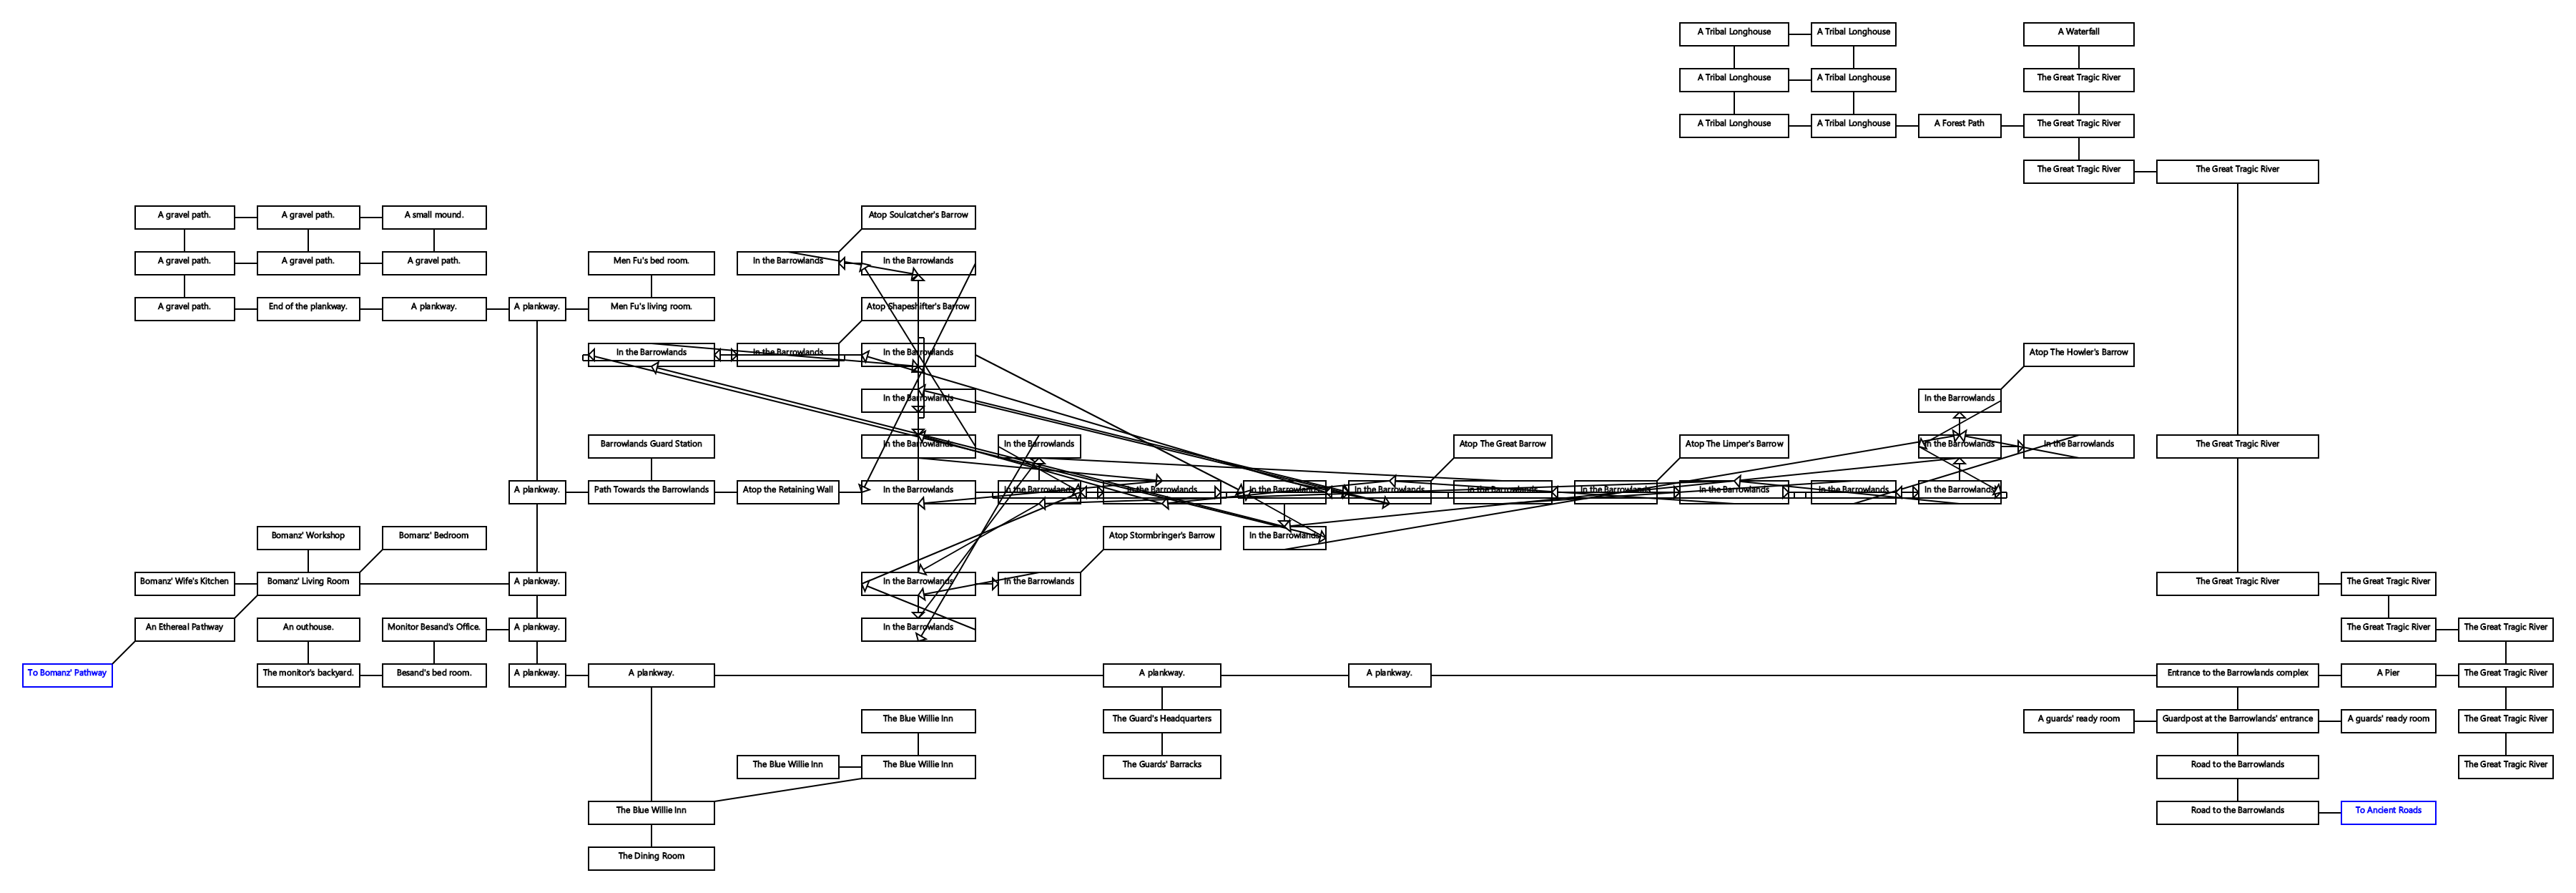 A Tribal Longhouse
A Tribal Longhouse
A Waterfall
A Tribal Longhouse
A Tribal Longhouse
The Great Tragic River
A Tribal Longhouse
A Tribal Longhouse
A Forest Path
The Great Tragic River
The Great Tragic River
The Great Tragic River
A gravel path.
A gravel path.
A small mound.
Atop Soulcatcher's Barrow
A gravel path.
A gravel path.
A gravel path.
Men Fu's bed room.
In the Barrowlands
In the Barrowlands
A gravel path.
End of the plankway.
A plankway.
A plankway.
Men Fu's living room.
Atop Shapeshifter's Barrow
In the Barrowlands
In the Barrowlands
In the Barrowlands
Atop The Howler's Barrow
In the Barrowlands
In the Barrowlands
Barrowlands Guard Station
In the Barrowlands
In the Barrowlands
Atop The Great Barrow
Atop The Limper's Barrow
In the Barrowlands
In the Barrowlands
The Great Tragic River
A plankway.
Path Towards the Barrowlands
Atop the Retaining Wall
In the Barrowlands
In the Barrowlands
In the Barrowlands
In the Barrowlands
In the Barrowlands
In the Barrowlands
In the Barrowlands
In the Barrowlands
In the Barrowlands
In the Barrowlands
Bomanz' Workshop
Bomanz' Bedroom
Atop Stormbringer's Barrow
In the Barrowlands
Bomanz' Wife's Kitchen
Bomanz' Living Room
A plankway.
In the Barrowlands
In the Barrowlands
The Great Tragic River
The Great Tragic River
An Ethereal Pathway
An outhouse.
Monitor Besand's Office.
A plankway.
In the Barrowlands
The Great Tragic River
The Great Tragic River
To Bomanz' Pathway
The monitor's backyard.
Besand's bed room.
A plankway.
A plankway.
A plankway.
A plankway.
Entrance to the Barrowlands complex
A Pier
The Great Tragic River
The Blue Willie Inn
The Guard's Headquarters
A guards' ready room
Guardpost at the Barrowlands' entrance
A guards' ready room
The Great Tragic River
The Blue Willie Inn
The Blue Willie Inn
The Guards' Barracks
Road to the Barrowlands
The Great Tragic River
The Blue Willie Inn
Road to the Barrowlands
To Ancient Roads
The Dining Room